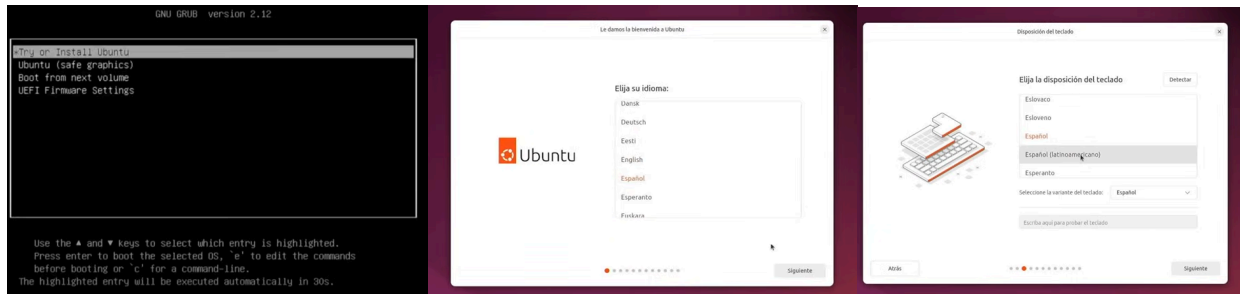 GNU GRUB version 2.12
*Try or Install Ubuntu
Ubuntu (safe graphics)
Boot from next volume
UEFI Firmware Settings
Use the ▲ and ▼ keys to select which entry is highlighted.
Press enter to boot the selected OS, `e' to edit the commands
before booting or `c' for a command-line.
The highlighted entry will be executed automatically in 30s.
Le damos la bienvenida a Ubuntu
Ubuntu
Elija su idioma:
Dansk
Deutsch
Eesti
English
Español
Esperanto
Euskara
Siguiente
Disposición del teclado
Elija la disposición del teclado
Detectar
Eslovaco
Esloveno
Español
Español (latinoamericano)
Esperanto
Seleccione la variante del teclado: Español
Escriba aquí para probar el teclado
Atrás
Siguiente